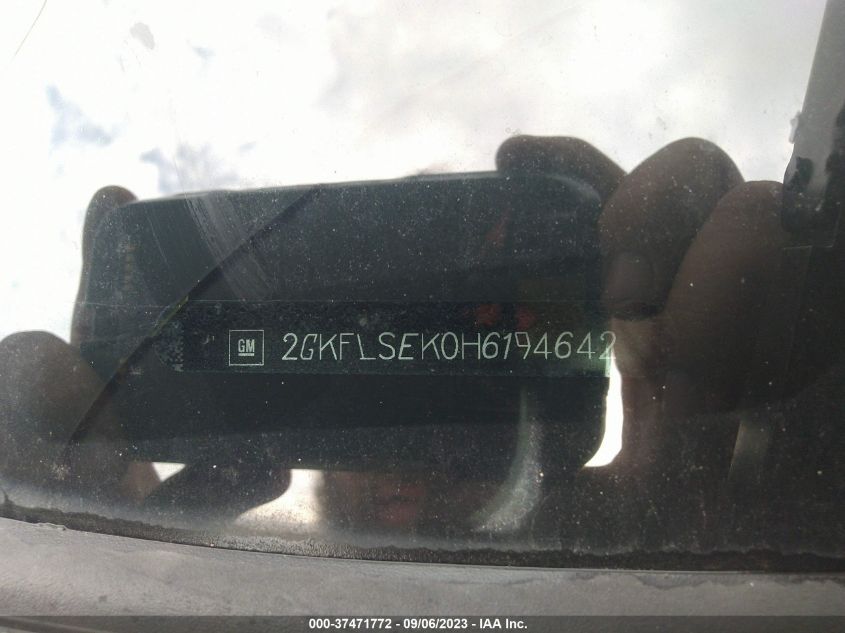 GM 2GKFLSEK0H6194642
000-37471772 - 09/06/2023 - IAA Inc.